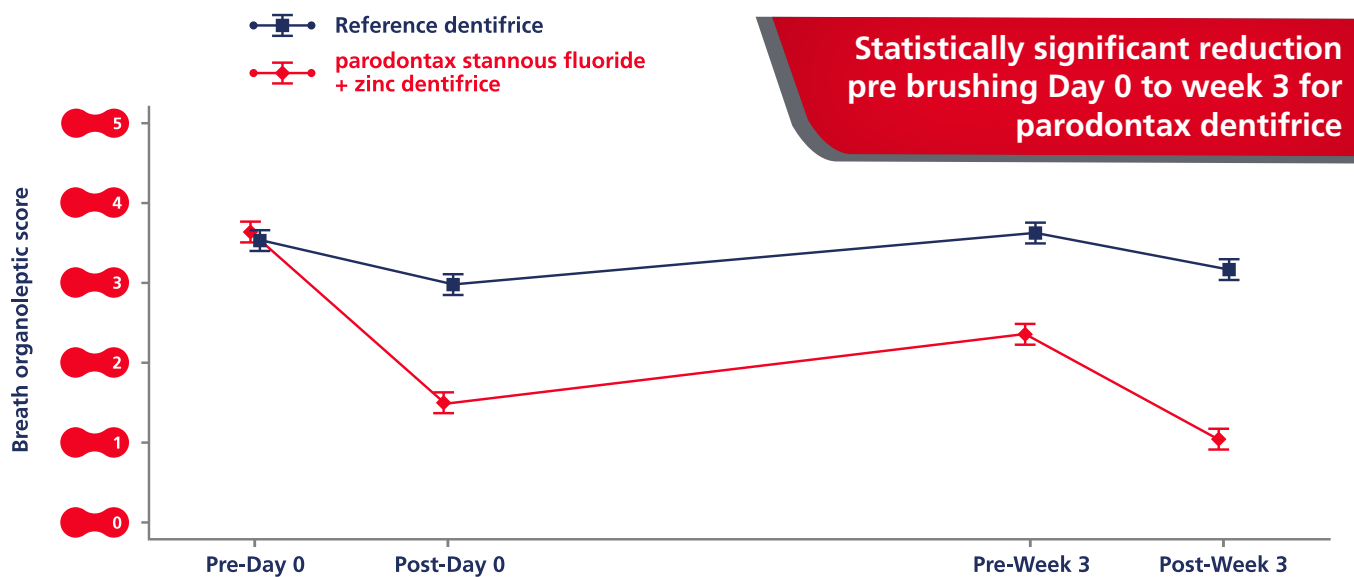 Reference dentifrice
parodontax stannous fluoride
+ zinc dentifrice
Statistically significant reduction
pre brushing Day 0 to week 3 for
parodontax dentifrice
Breath organoleptic score
5
4
3
2
1
0
Pre-Day 0
Post-Day 0
Pre-Week 3
Post-Week 3